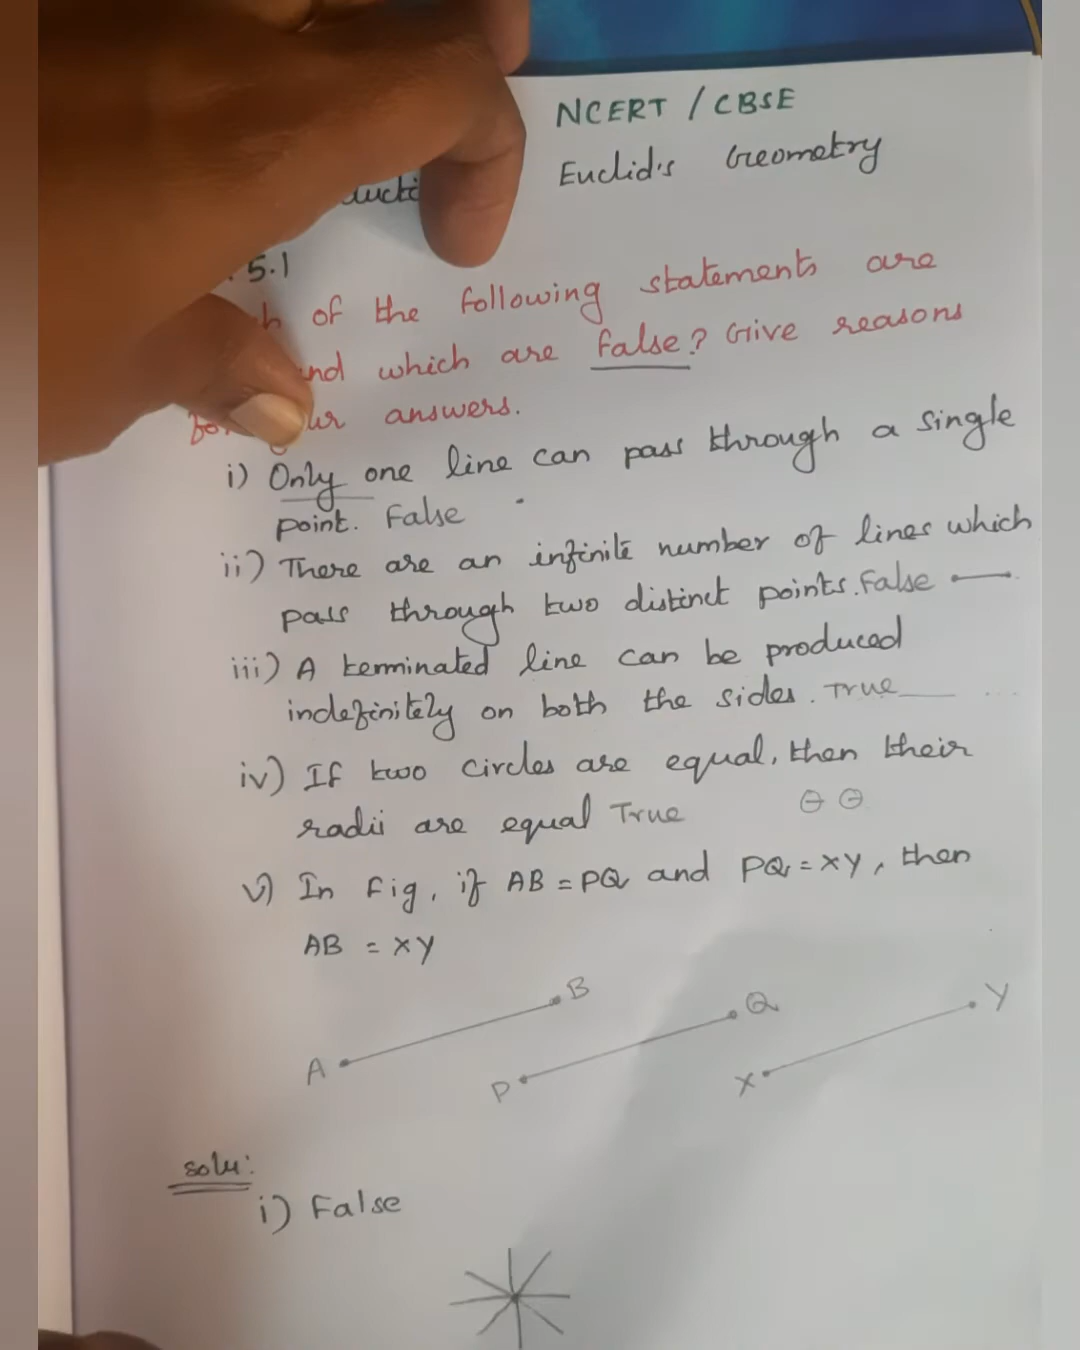 NCERT / CBSE
Euclid's Geometry
5.1
of the following statements are
and which are false? Give reasons
answers.
i) Only one line can pass through a single
point. False
ii) There are an infinite number of lines which
pass through two distinct points. False
iii) A terminated line can be produced
indefinitely on both the sides. True
iv) If two circles are equal, then their
radii are equal True
v) In fig, if AB = PQ and PQ = XY, then
AB = XY
A B P Q X Y
solu:
i) False